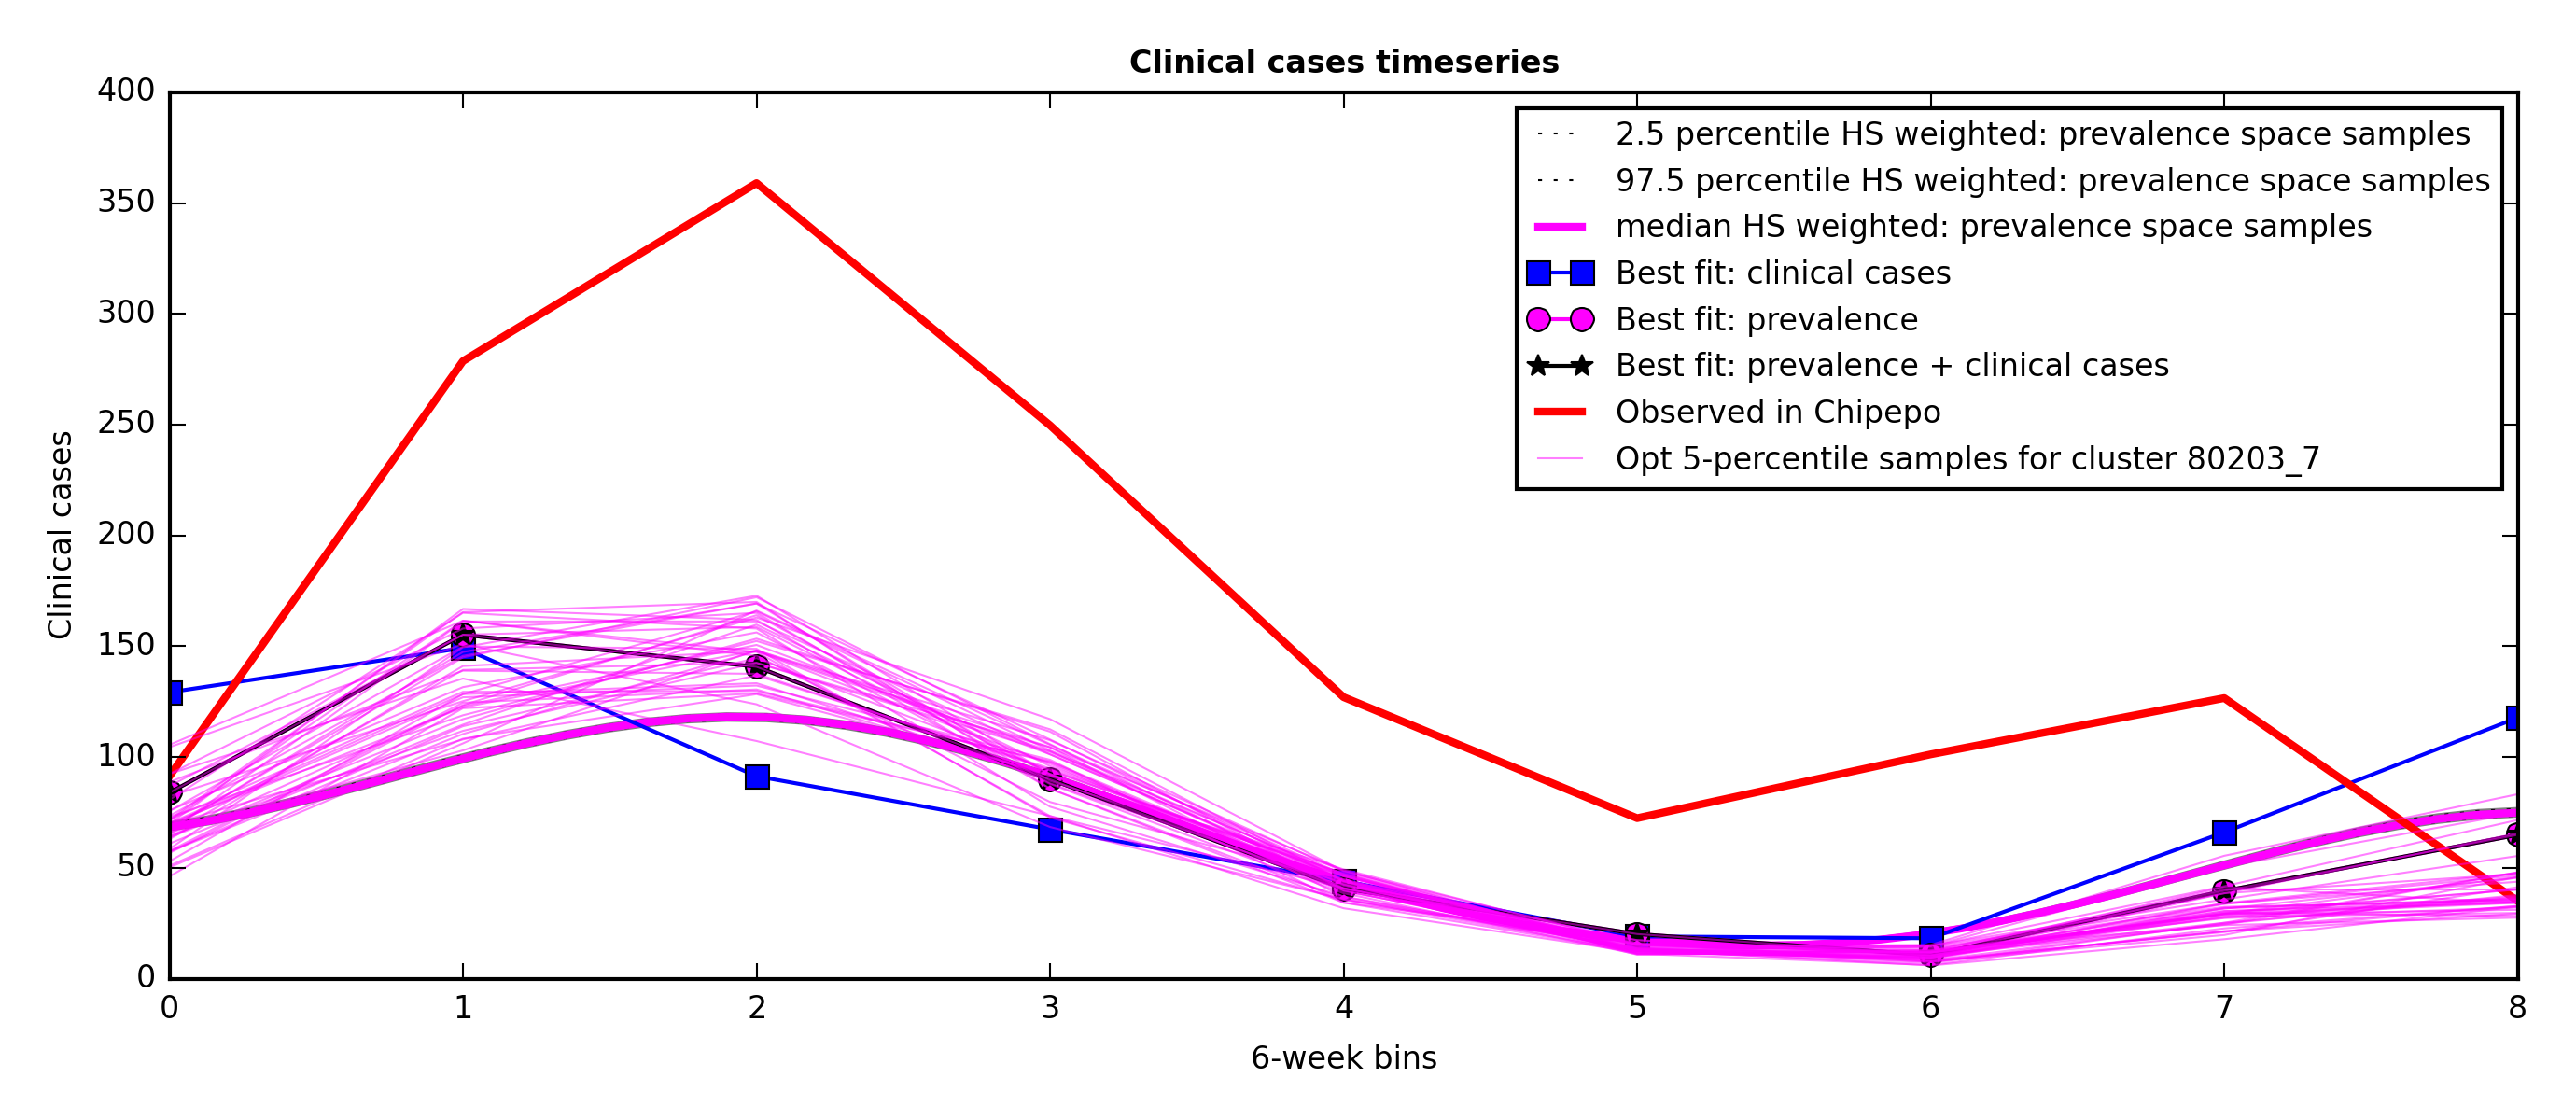 Clinical cases timeseries
400
350
300
250
200
150
100
50
0
Clinical cases
2.5 percentile HS weighted: prevalence space samples
97.5 percentile HS weighted: prevalence space samples
median HS weighted: prevalence space samples
Best fit: clinical cases
Best fit: prevalence
Best fit: prevalence + clinical cases
Observed in Chipepo
Opt 5-percentile samples for cluster 80203_7
0 1 2 3 4 5 6 7 8
6-week bins